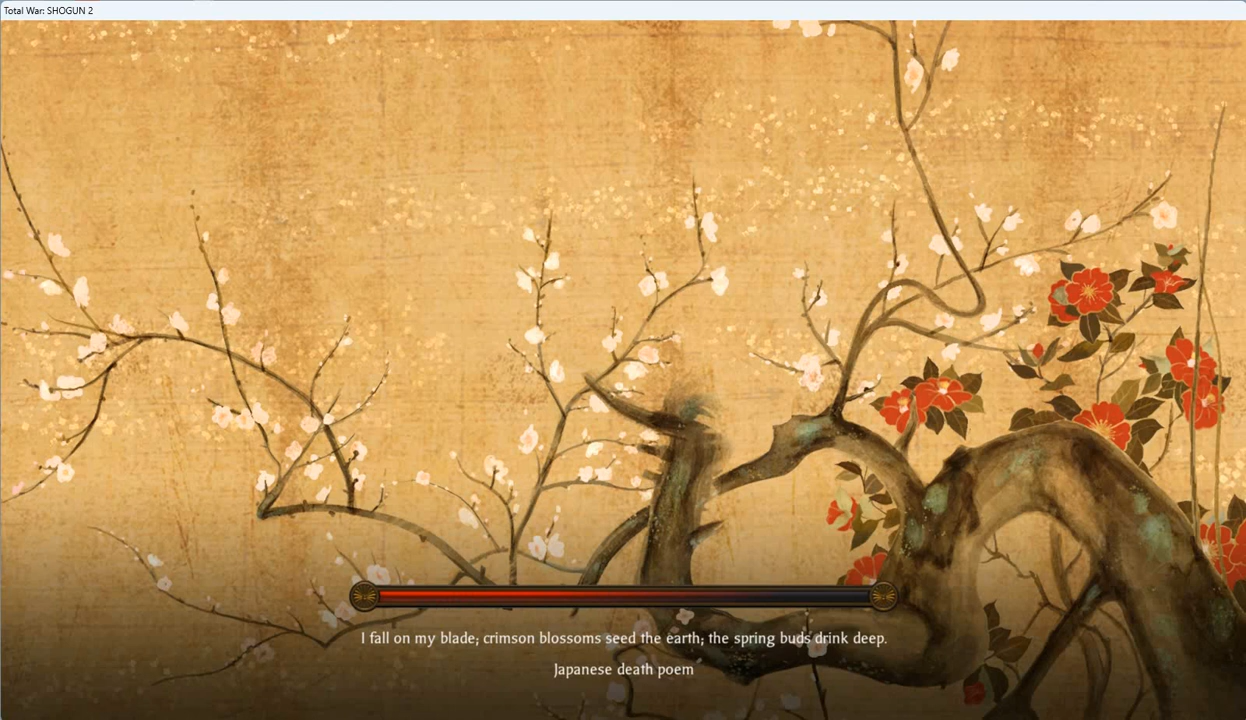 Total War: SHOGUN 2
I fall on my blade; crimson blossoms seed the earth; the spring buds drink deep.
Japanese death poem